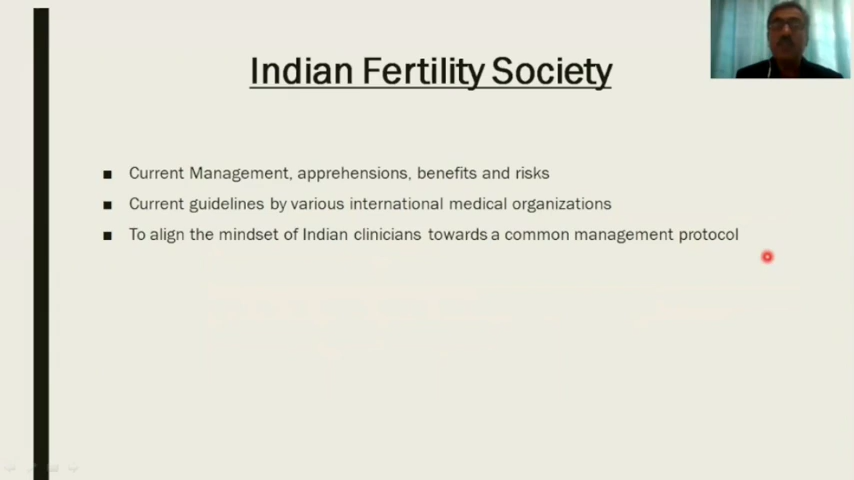 Indian Fertility Society
Current Management, apprehensions, benefits and risks
Current guidelines by various international medical organizations
To align the mindset of Indian clinicians towards a common management protocol